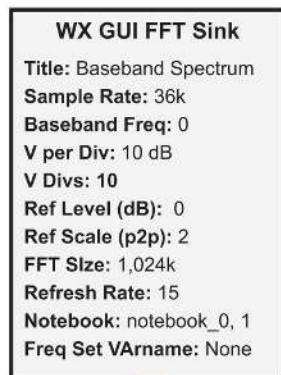 WX GUI FFT Sink
Title: Baseband Spectrum
Sample Rate: 36k
Baseband Freq: 0
V per Div: 10 dB
V Divs: 10
Ref Level (dB): 0
Ref Scale (p2p): 2
FFT SIze: 1,024k
Refresh Rate: 15
Notebook: notebook_0, 1
Freq Set VArname: None